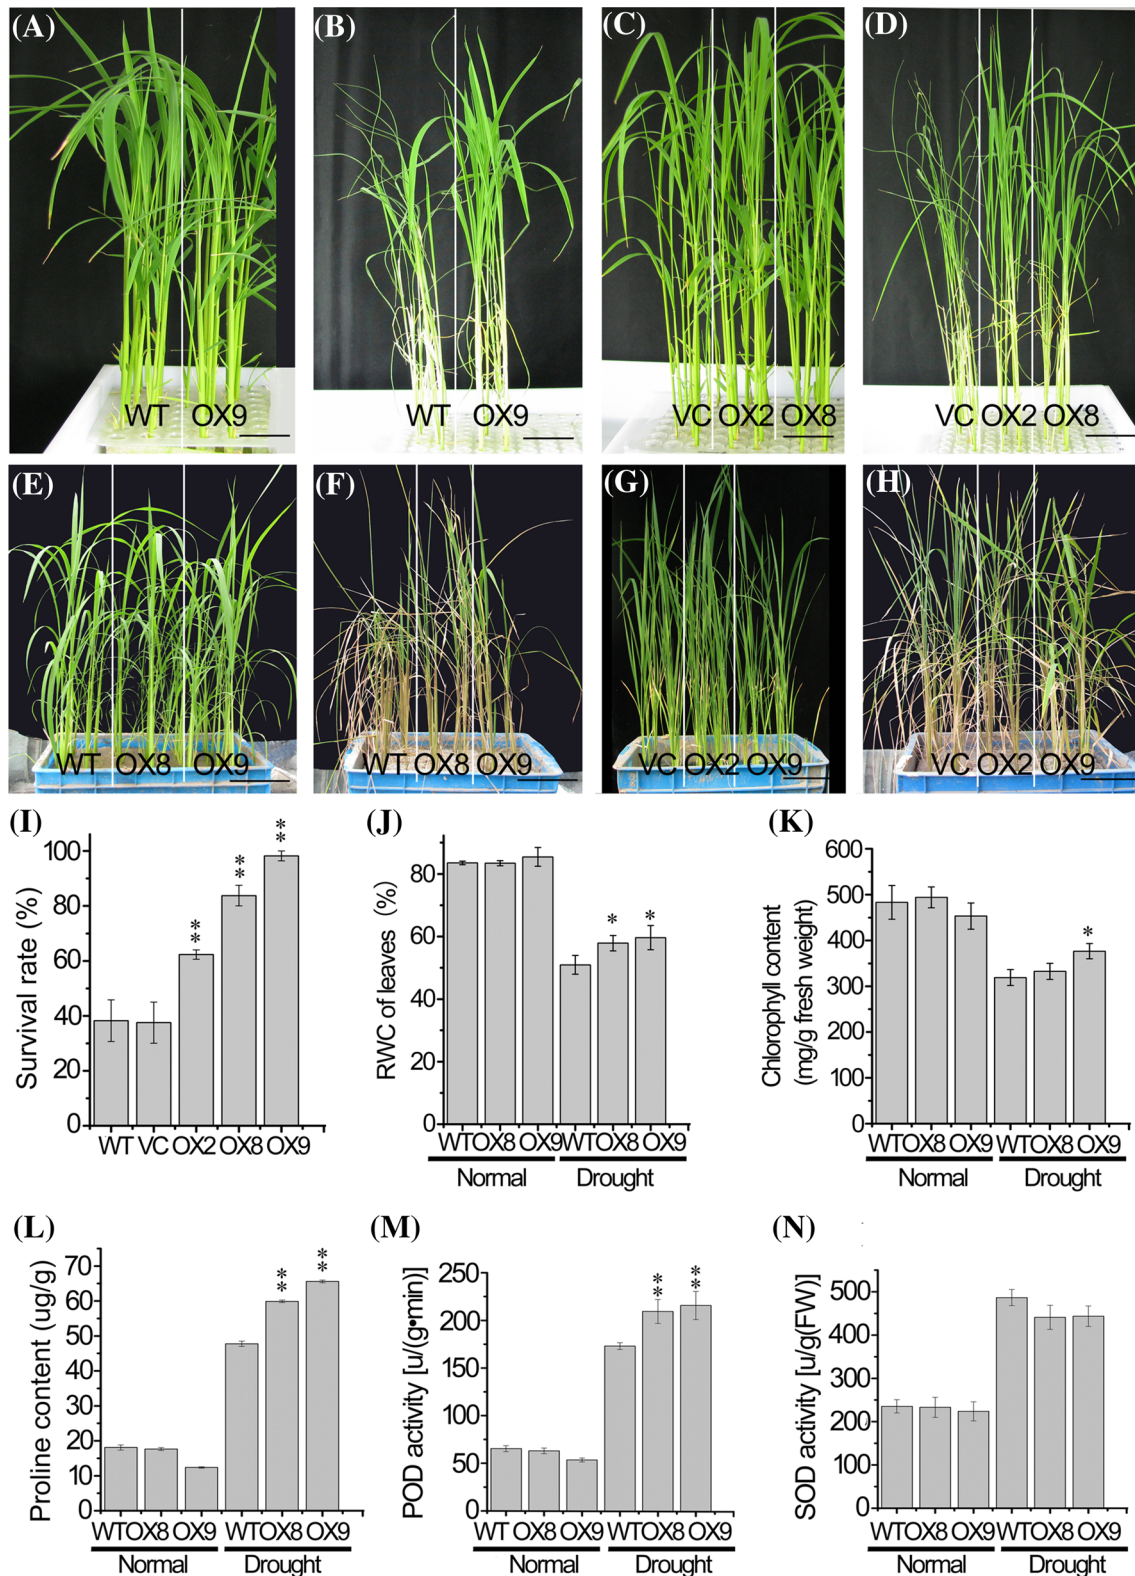 (A) (B) (C) (D)
WT OX9 WT OX9 VC OX2 OX8 VC OX2 OX8
(E) (F) (G) (H)
WT OX8 OX9 WT OX8 OX9 VC OX2 OX9 VC OX2 OX9
(I)
Survival rate (%)
100
80
60
40
20
0
** ** **
WT VC OX2 OX8 OX9
(J)
RWC of leaves (%)
80
60
40
20
0
* *
WT OX8 OX9 WT OX8 OX9
Normal Drought
(K)
Chlorophyll content
(mg/g fresh weight)
600
500
400
300
200
100
0
*
WT OX8 OX9 WT OX8 OX9
Normal Drought
(L)
Proline content (ug/g)
70
60
50
40
30
20
10
0
** **
WT OX8 OX9 WT OX8 OX9
Normal Drought
(M)
POD activity [u/(g•min)]
250
200
150
100
50
0
** **
WT OX8 OX9 WT OX8 OX9
Normal Drought
(N)
SOD activity [u/g(FW)]
500
400
300
200
100
0
WT OX8 OX9 WT OX8 OX9
Normal Drought